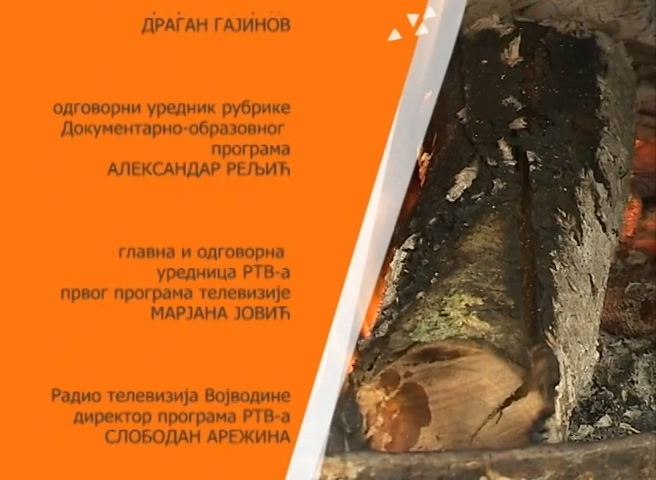 ДРАГАН ГАЈИНОВ
одговорни уредник рубрике
Документарно-образовног
програма
АЛЕКСАНДАР РЕЉИЋ
главна и одговорна
уредница РТВ-а
првог програма телевизије
МАРЈАНА ЈОВИЋ
Радио телевизија Војводине
директор програма РТВ-а
СЛОБОДАН АРЕЖИНА